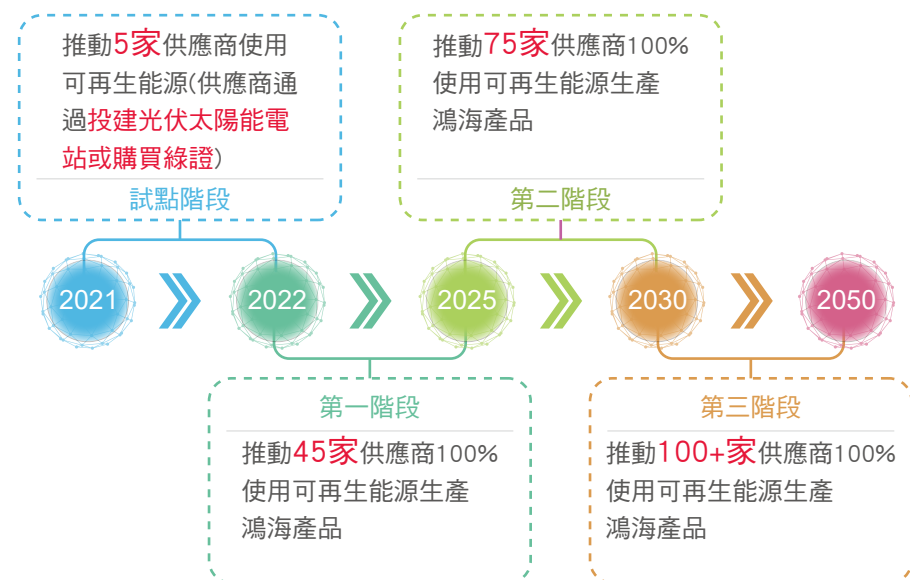 推動5家供應商使用
可再生能源(供應商通
過投建光伏太陽能電
站或購買綠證)
試點階段
推動75家供應商100%
使用可再生能源生產
鴻海產品
第二階段
2021
2022
2025
2030
2050
第一階段
推動45家供應商100%
使用可再生能源生產
鴻海產品
第三階段
推動100+家供應商100%
使用可再生能源生產
鴻海產品